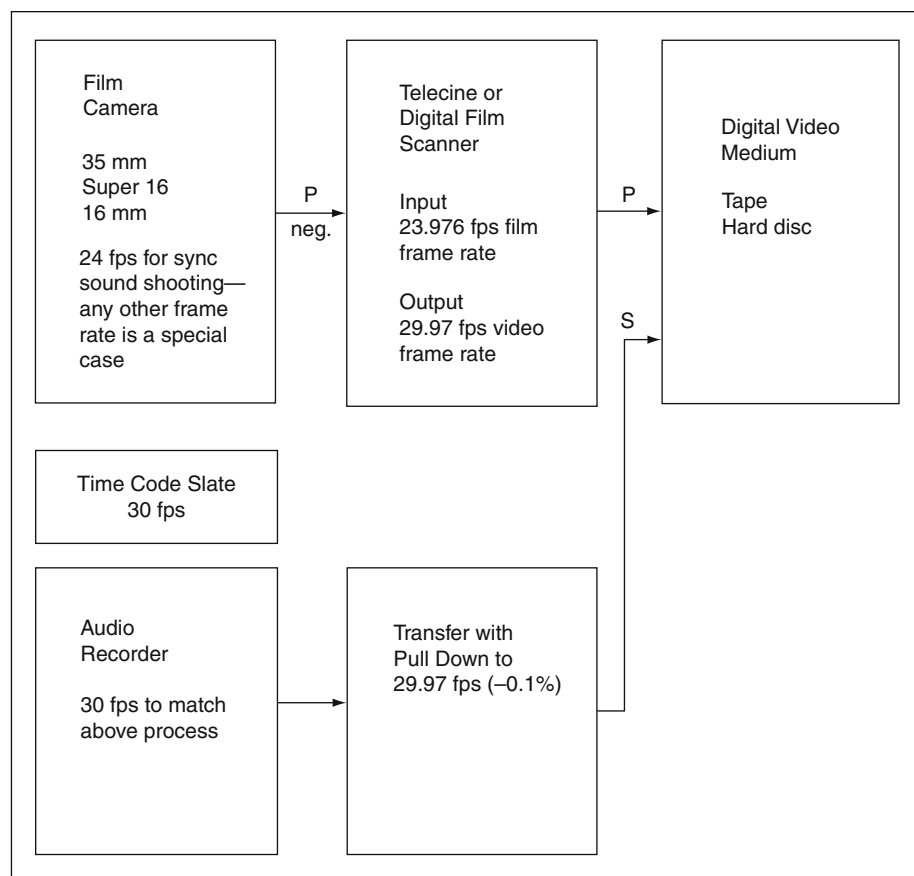 Film
Camera
35 mm
Super 16
16 mm
24 fps for sync
sound shooting—
any other frame
rate is a special
case
P
neg.
Telecine or
Digital Film
Scanner
Input
23.976 fps film
frame rate
Output
29.97 fps video
frame rate
P
S
Digital Video
Medium
Tape
Hard disc
Time Code Slate
30 fps
Audio
Recorder
30 fps to match
above process
Transfer with
Pull Down to
29.97 fps (–0.1%)